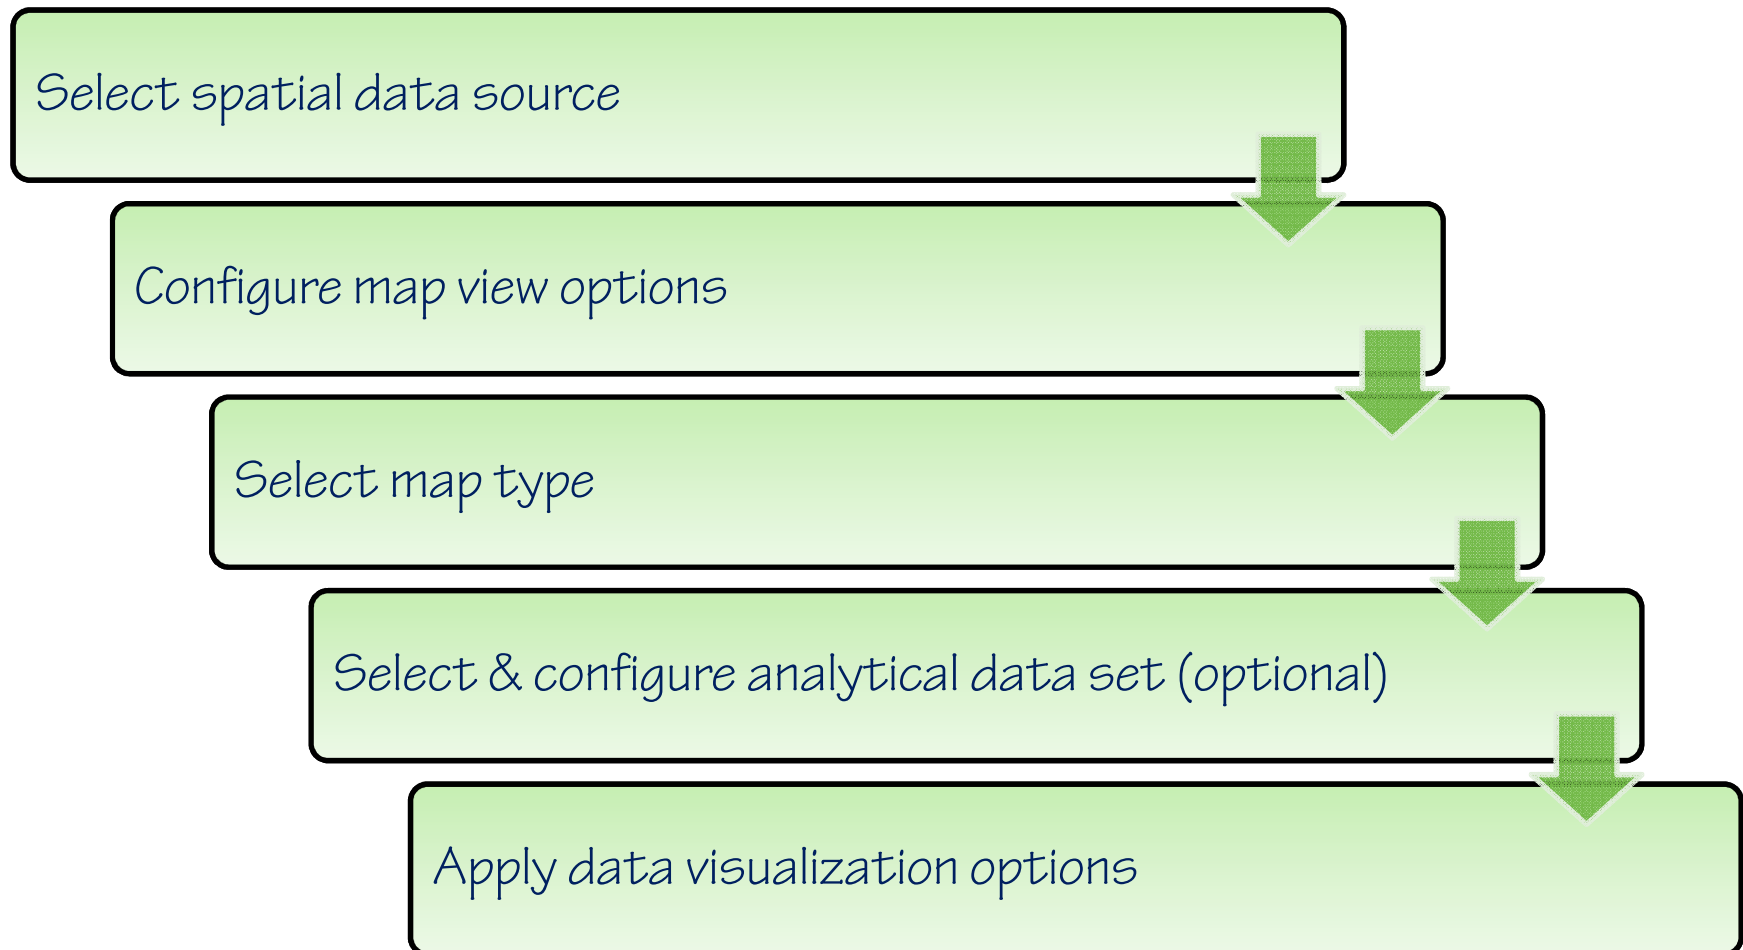 Select spatial data source
Configure map view options
Select map type
Select & configure analytical data set (optional)
Apply data visualization options